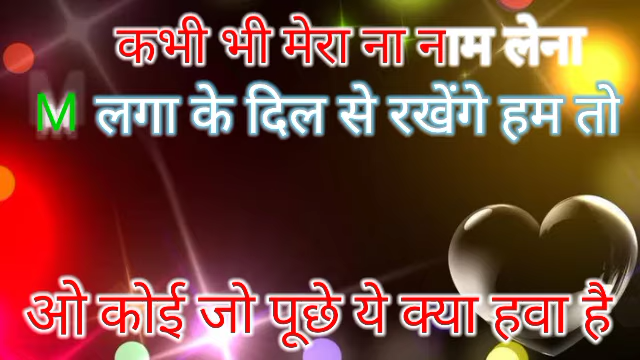 कभी भी मेरा ना नाम लेना
M लगा के दिल से रखेंगे हम तो
ओ कोई जो पूछे ये क्या हवा है